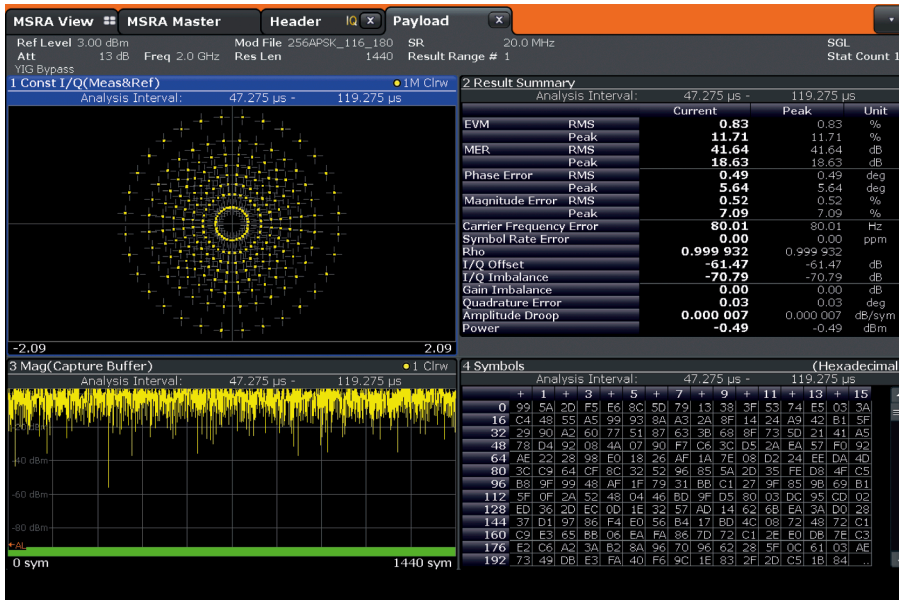 MSRA View MSRA Master Header IQ x Payload x
Ref Level 3.00 dBm Mod File 256APSK_116_180 SR 20.0 MHz SGL
Att 13 dB Freq 2.0 GHz Res Len 1440 Result Range # 1 Stat Count 1
YIG Bypass
1 Const I/Q(Meas&Ref) 1M Clrw
Analysis Interval: 47.275 µs - 119.275 µs
-2.09 2.09
2 Result Summary
Analysis Interval: 47.275 µs - 119.275 µs
Current Peak Unit
EVM RMS 0.83 0.83 %
Peak 11.71 11.71 %
MER RMS 41.64 41.64 dB
Peak 18.63 18.63 dB
Phase Error RMS 0.49 0.49 deg
Peak 5.64 5.64 deg
Magnitude Error RMS 0.52 0.52 %
Peak 7.09 7.09 %
Carrier Frequency Error 80.01 80.01 Hz
Symbol Rate Error 0.00 0.00 ppm
Rho 0.999 932 0.999 932
I/Q Offset -61.47 -61.47 dB
I/Q Imbalance -70.79 -70.79 dB
Gain Imbalance 0.00 0.00 dB
Quadrature Error 0.03 0.03 deg
Amplitude Droop 0.000 007 0.000 007 dB/sym
Power -0.49 -0.49 dBm
3 Mag(Capture Buffer) 1 Clrw
Analysis Interval: 47.275 µs - 119.275 µs
-20 dBm
-40 dBm
-60 dBm
-80 dBm
AL
0 sym 1440 sym
4 Symbols (Hexadecimal
Analysis Interval: 47.275 µs - 119.275 µs
+ 1 + 3 + 5 + 7 + 9 + 11 + 13 + 15
0 99 5A 2D F5 E6 8C 5D 79 13 38 3F 53 74 E5 03 3A
16 C4 48 55 A5 99 93 8A A3 2A 8F 14 24 A9 42 B1 5F
32 29 90 A2 60 77 51 87 63 3B 68 8F 73 5D 21 41 A5
48 78 D4 92 08 4A 07 80 F7 C6 3C D5 2A EA 57 F0 92
64 AE 22 28 98 E0 18 26 AF 1A 7E 08 D2 24 EE DA 4D
80 3C C9 64 CF 8C 32 52 96 85 5A 2D 35 FE D8 4F C5
96 B8 9F 99 48 AF 1F 79 31 BB C1 27 9F 85 9B 69 B1
112 5F 0F 2A 52 48 04 46 BD 9F D5 80 03 DC 95 CD 02
128 ED 36 2D EC 0D 1E 32 57 AD 14 62 6B EA 3A D0 28
144 37 D1 97 86 F4 E0 56 B4 17 BD 4C 08 72 48 72 C1
160 C9 E3 65 BB 06 EA FA 86 7D 72 C1 2E E0 DB 7E C3
176 E2 C6 A2 3A B2 8A 96 70 96 62 28 5F 0C 61 03 AE
192 73 49 DB E3 FA 40 F6 9C 1E 83 2F 2D C5 1B 84 ..